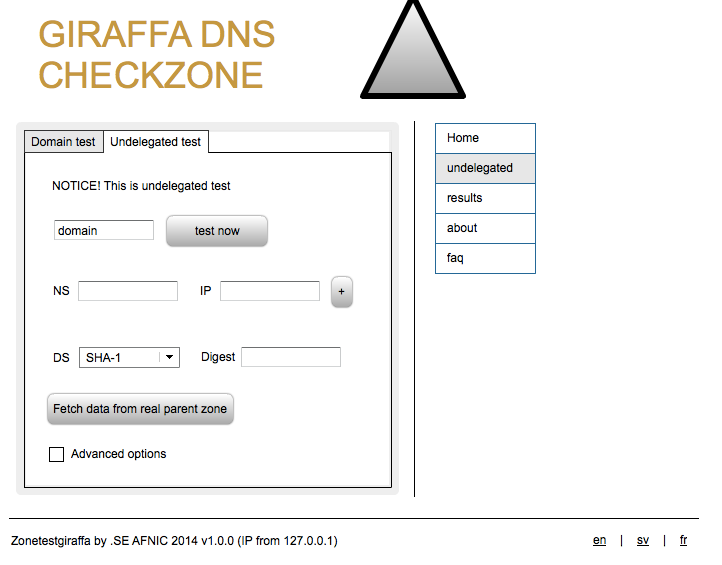 GIRAFFA DNS
CHECKZONE
Domain test
Undelegated test
NOTICE! This is undelegated test
domain
test now
NS
IP
+
DS
SHA-1
Digest
Fetch data from real parent zone
Advanced options
Home
undelegated
results
about
faq
Zonetestgiraffa by .SE AFNIC 2014 v1.0.0 (IP from 127.0.0.1)
en | sv | fr